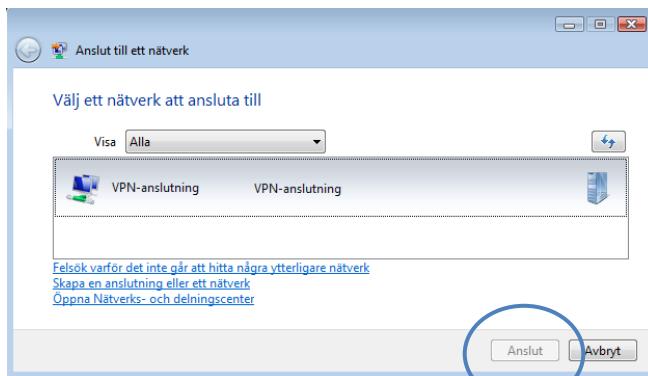 Anslut till ett nätverk
Välj ett nätverk att ansluta till
Visa Alla
VPN-anslutning VPN-anslutning
Felsök varför det inte går att hitta några ytterligare nätverk
Skapa en anslutning eller ett nätverk
Öppna Nätverks- och delningscenter
Anslut Avbryt